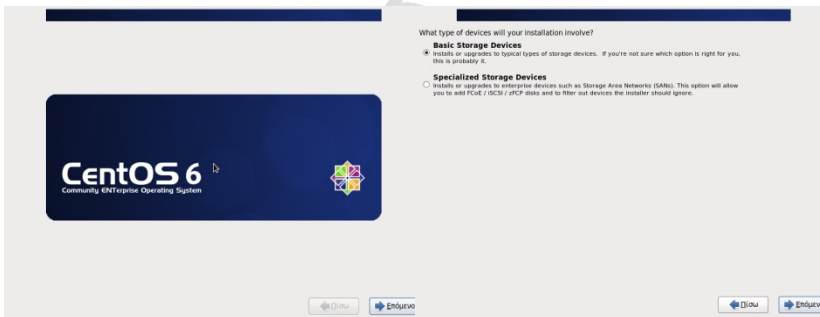 CentOS 6
Community ENTerprise Operating System
Πίσω
Επόμενο
What type of devices will your installation involve?
Basic Storage Devices
Installs or upgrades to typical types of storage devices. If you're not sure which option is right for you,
this is probably it.
Specialized Storage Devices
Installs or upgrades to enterprise devices such as Storage Area Networks (SANs). This option will allow
you to add FCoE / iSCSI / zFCP disks and to filter out devices the installer should ignore.
Πίσω
Επόμεν